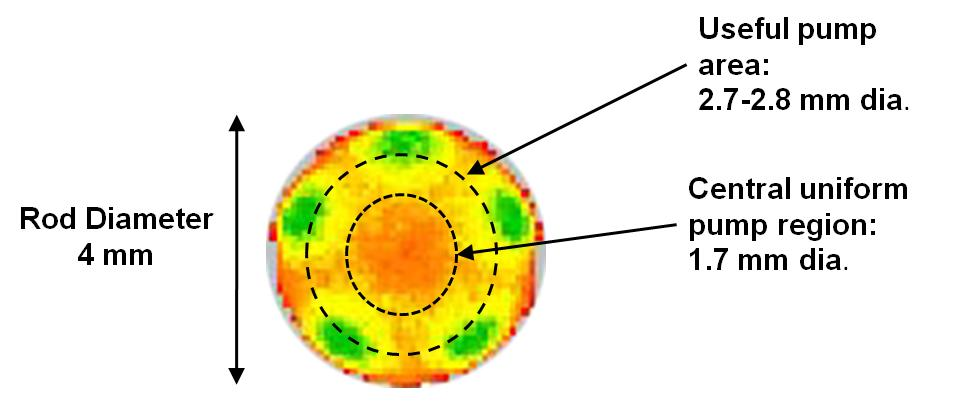 Useful pump
area:
2.7-2.8 mm dia.
Rod Diameter
4 mm
Central uniform
pump region:
1.7 mm dia.